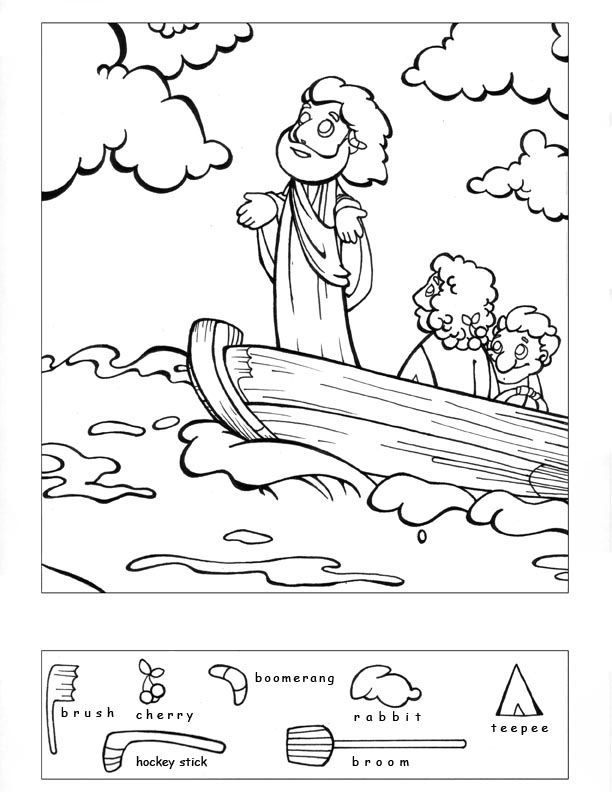 boomerang
brush
cherry
rabbit
teepee
hockey stick
broom